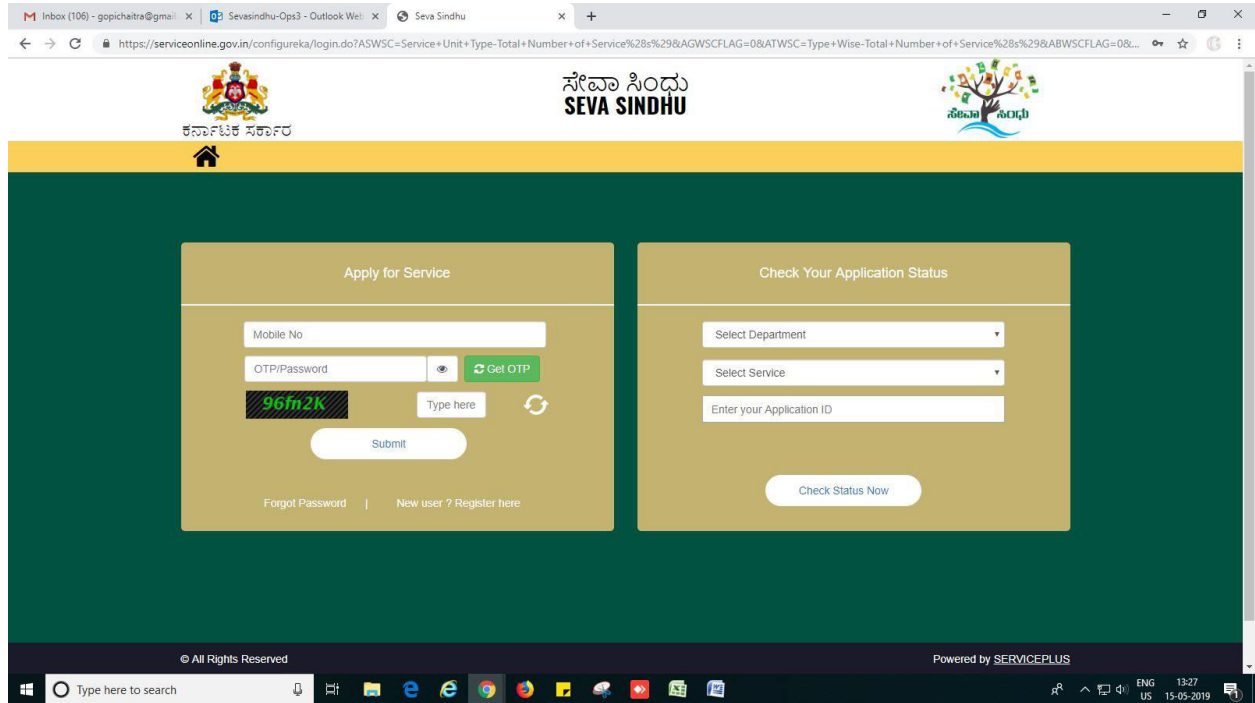 Inbox (106) - gopichaitra@gmail
Sevasindhu-Ops3 - Outlook Wel
Seva Sindhu
https://serviceonline.gov.in/configureka/login.do?ASWSC=Service+Unit+Type-Total+Number+of+Service%28s%29&AGWSCFLAG=0&ATWSC=Type+Wise-Total+Number+of+Service%28s%29&ABWSCFLAG=0&...
ಕರ್ನಾಟಕ ಸರ್ಕಾರ
ಸೇವಾ ಸಿಂಧು
SEVA SINDHU
ಸೇವಾ ಸಿಂಧು
Apply for Service
Mobile No
OTP/Password
Get OTP
96fn2K
Type here
Submit
Forgot Password | New user ? Register here
Check Your Application Status
Select Department
Select Service
Enter your Application ID
Check Status Now
© All Rights Reserved
Powered by SERVICEPLUS
Type here to search
ENG
US
13:27
15-05-2019